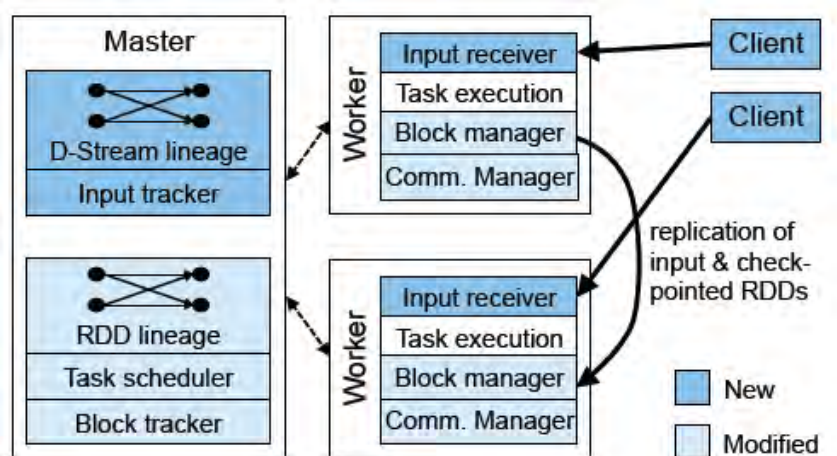 Master
D-Stream lineage
Input tracker
RDD lineage
Task scheduler
Block tracker
Worker
Input receiver
Task execution
Block manager
Comm. Manager
Worker
Input receiver
Task execution
Block manager
Comm. Manager
Client
Client
replication of
input & check-
pointed RDDs
New
Modified